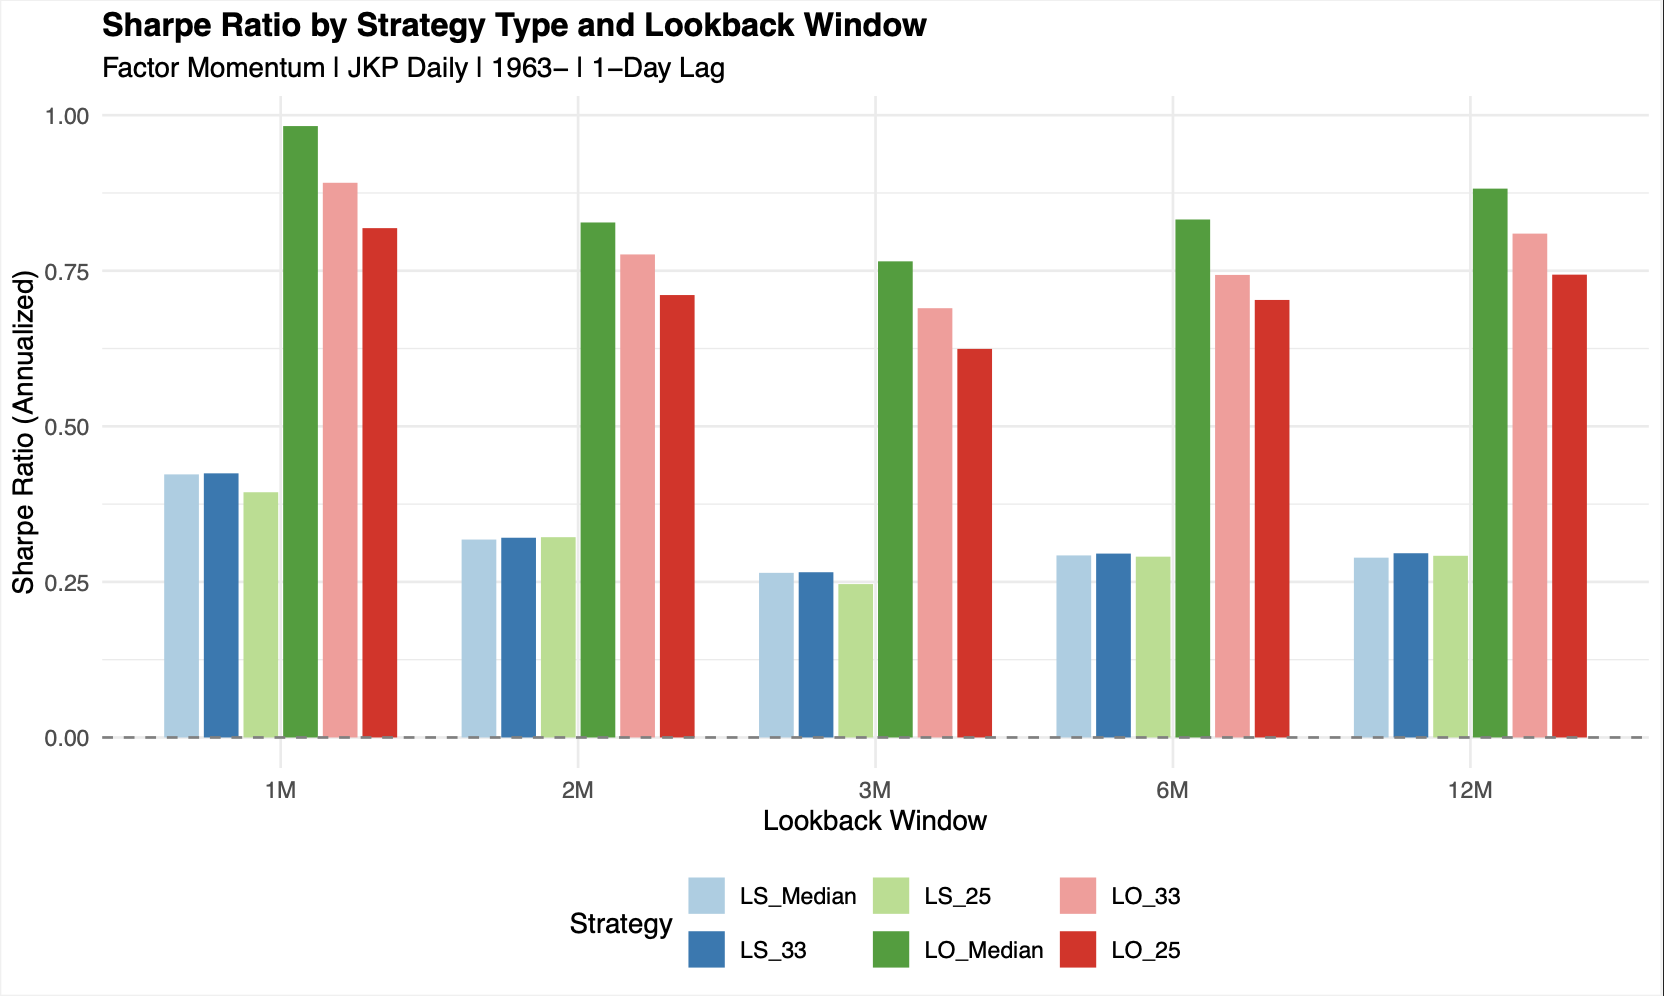 Sharpe Ratio by Strategy Type and Lookback Window
Factor Momentum | JKP Daily | 1963− | 1−Day Lag
Sharpe Ratio (Annualized)
1.00
0.75
0.50
0.25
0.00
1M 2M 3M 6M 12M
Lookback Window
Strategy
LS_Median LS_25 LO_33
LS_33 LO_Median LO_25